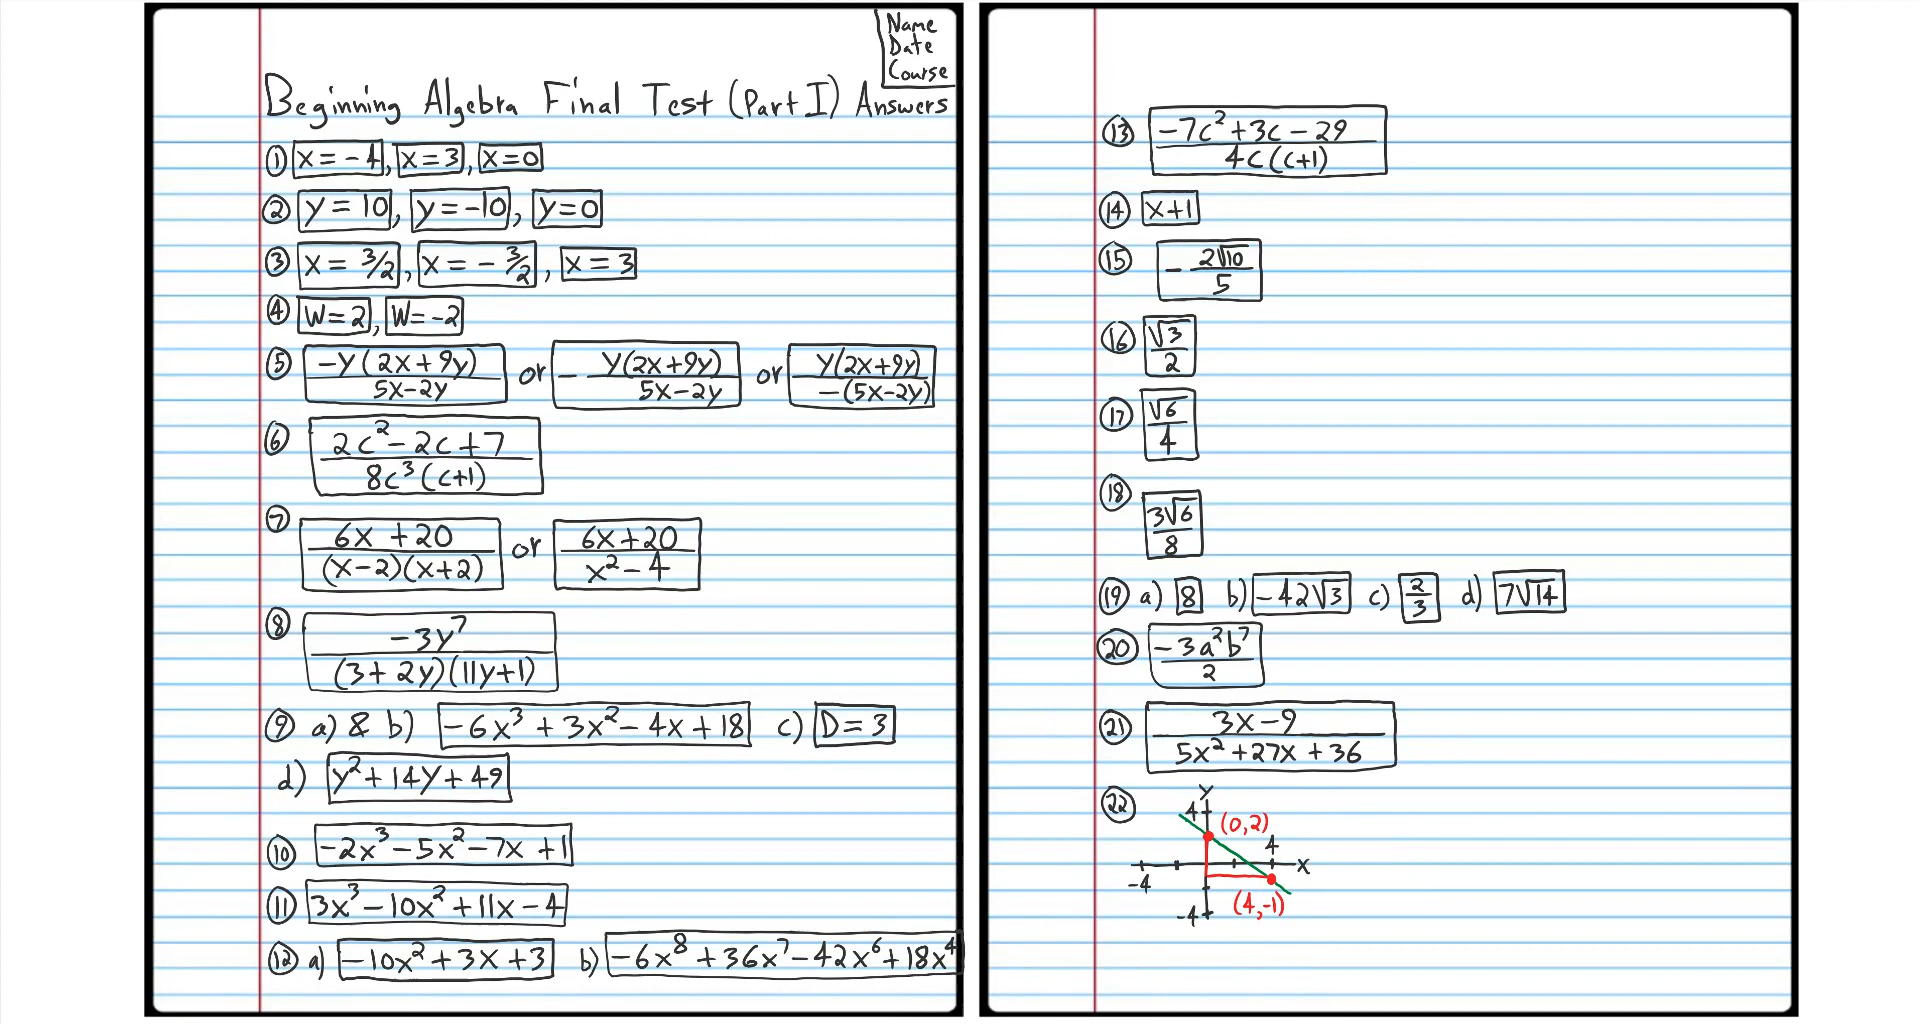 Name
Date
Course
Beginning Algebra Final Test (Part I) Answers
① x = -4, x = 3, x = 0
② y = 10, y = -10, y = 0
③ x = 3/2, x = - 3/2, x = 3
④ W = 2, W = -2
⑤ -y(2x + 9y) / 5x - 2y or - y(2x + 9y) / 5x - 2y or y(2x + 9y) / -(5x - 2y)
⑥ 2c² - 2c + 7 / 8c³(c+1)
⑦ 6x + 20 / (x-2)(x+2) or 6x + 20 / x² - 4
⑧ -3y⁷ / (3 + 2y)(11y+1)
⑨ a) & b) -6x³ + 3x² - 4x + 18 c) D = 3
d) y² + 14y + 49
⑩ -2x³ - 5x² - 7x + 1
⑪ 3x³ - 10x² + 11x - 4
⑫ a) -10x² + 3x + 3 b) -6x⁸ + 36x⁷ - 42x⁶ + 18x⁴
⑬ -7c² + 3c - 29 / 4c(c+1)
⑭ x+1
⑮ - 2√10 / 5
⑯ √3 / 2
⑰ √6 / 4
⑱ 3√6 / 8
⑲ a) 8 b) -42√3 c) 2/3 d) 7√14
⑳ -3a²b⁷ / 2
㉑ 3x - 9 / 5x² + 27x + 36
㉒ y
4 (0,2)
4
x
-4
(4,-1)
-4